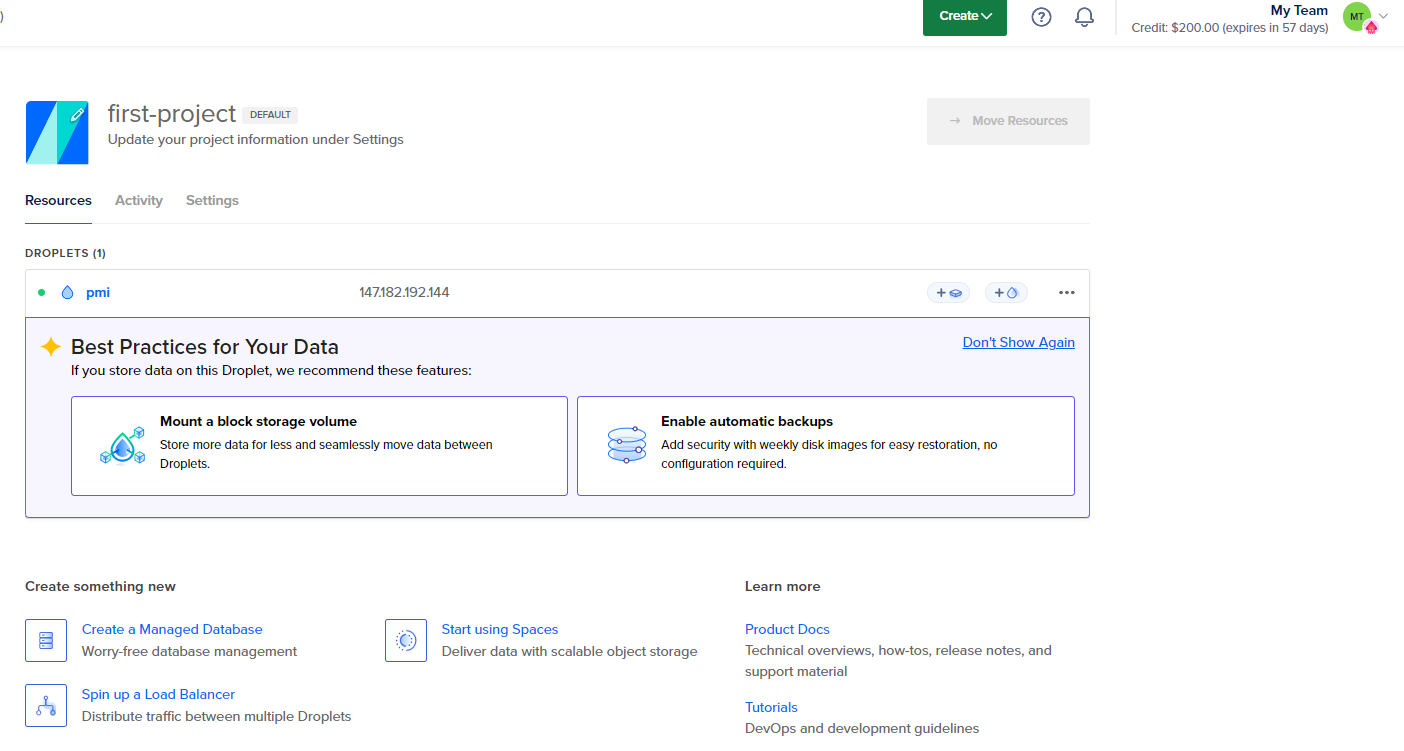 )
Create
?
My Team
Credit: $200.00 (expires in 57 days)
MT
first-project DEFAULT
Update your project information under Settings
→ Move Resources
Resources Activity Settings
DROPLETS (1)
pmi 147.182.192.144 + + •••
Best Practices for Your Data
Don't Show Again
If you store data on this Droplet, we recommend these features:
Mount a block storage volume
Store more data for less and seamlessly move data between
Droplets.
Enable automatic backups
Add security with weekly disk images for easy restoration, no
configuration required.
Create something new
Create a Managed Database
Worry-free database management
Start using Spaces
Deliver data with scalable object storage
Spin up a Load Balancer
Distribute traffic between multiple Droplets
Learn more
Product Docs
Technical overviews, how-tos, release notes, and
support material
Tutorials
DevOps and development guidelines